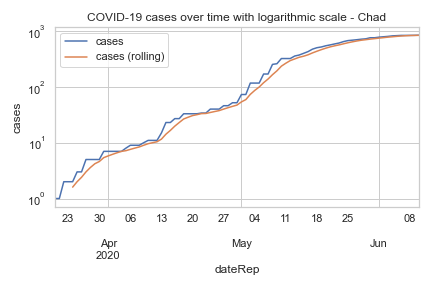 COVID-19 cases over time with logarithmic scale - Chad
cases
cases (rolling)
10³
10²
10¹
10⁰
cases
23 30 06 13 20 27 04 11 18 25 08
Apr May Jun
2020
dateRep